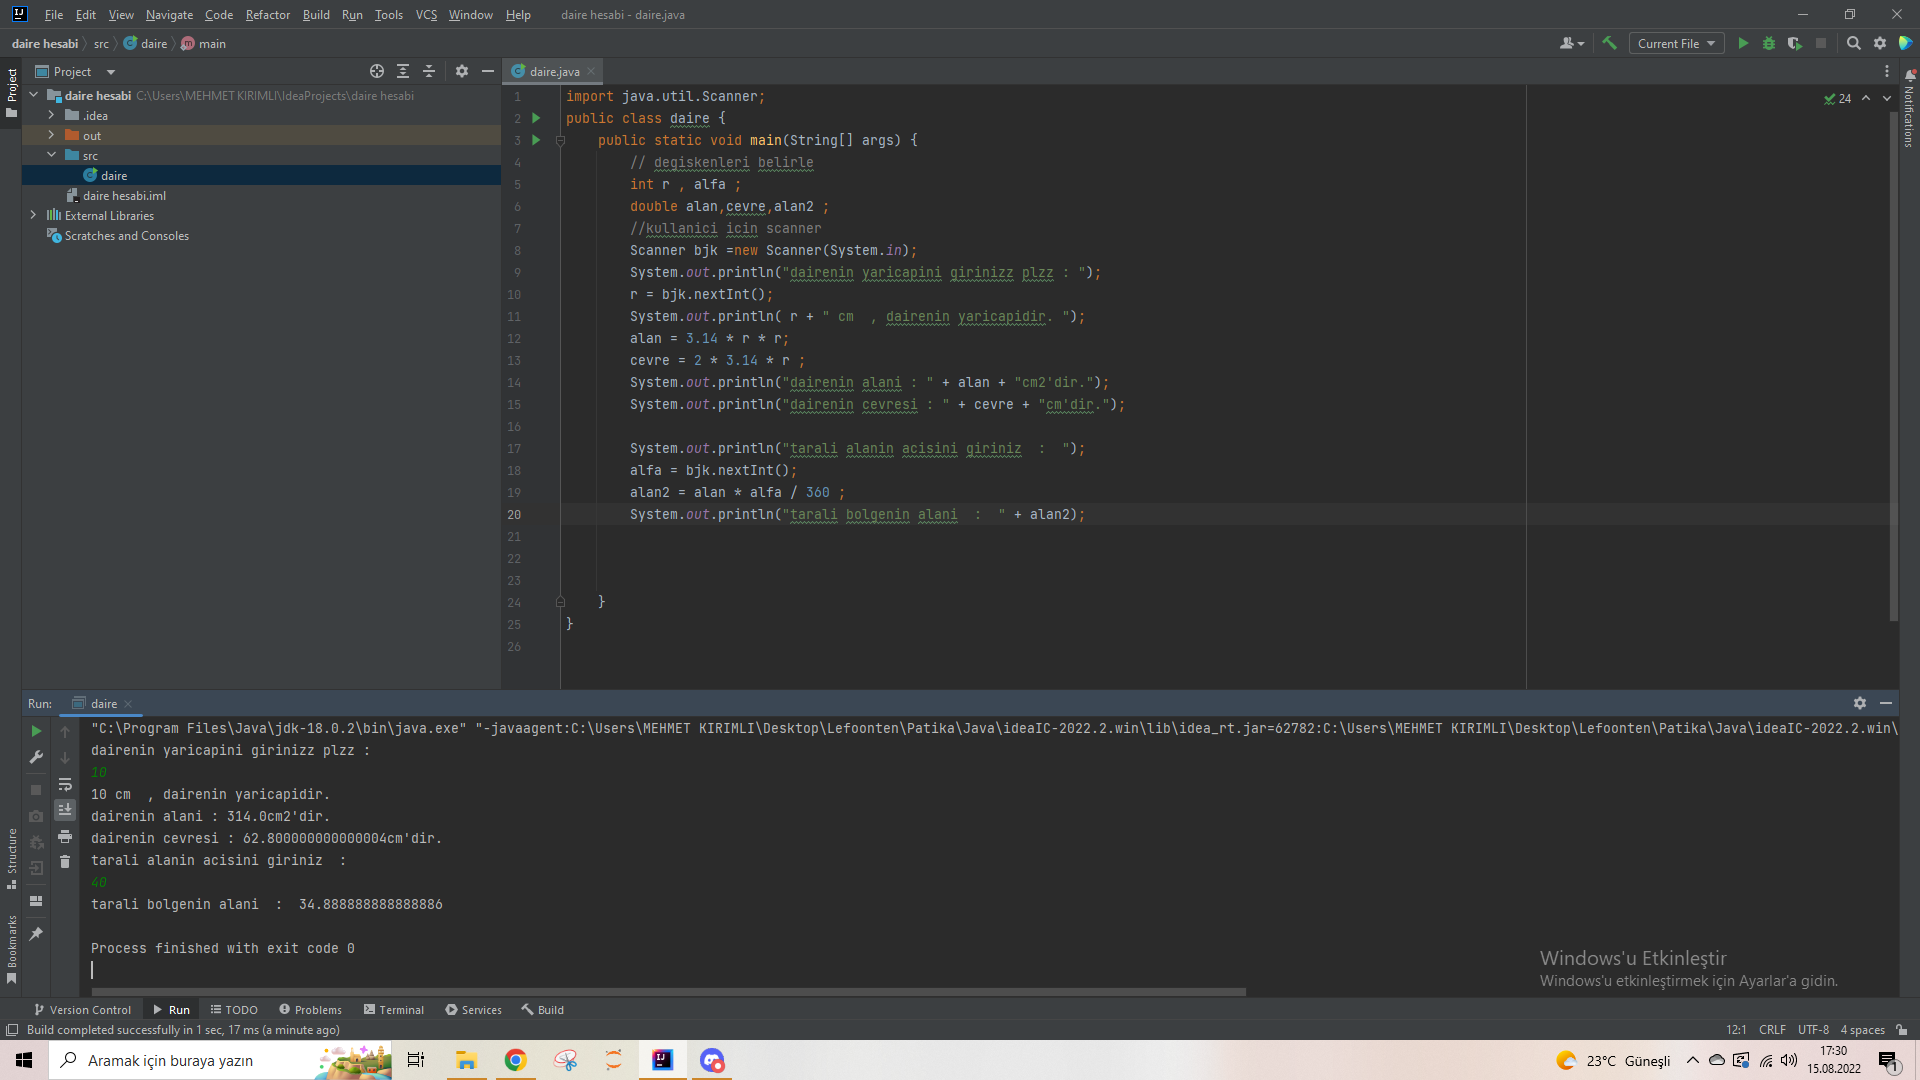 File Edit View Navigate Code Refactor Build Run Tools VCS Window Help daire hesabi - daire.java
daire hesabi src daire main
Current File
Project
daire.java
Project
daire hesabi C:\Users\MEHMET KIRIMLI\IdeaProjects\daire hesabi
.idea
out
src
daire
daire hesabi.iml
External Libraries
Scratches and Consoles
24
Notifications
1 import java.util.Scanner;
2 public class daire {
3 public static void main(String[] args) {
4 // degiskenleri belirle
5 int r , alfa ;
6 double alan,cevre,alan2 ;
7 //kullanici icin scanner
8 Scanner bjk =new Scanner(System.in);
9 System.out.println("dairenin yaricapini girinizz plzz : ");
10 r = bjk.nextInt();
11 System.out.println( r + " cm  , dairenin yaricapidir. ");
12 alan = 3.14 * r * r;
13 cevre = 2 * 3.14 * r ;
14 System.out.println("dairenin alani : " + alan + "cm2'dir.");
15 System.out.println("dairenin cevresi : " + cevre + "cm'dir.");
16
17 System.out.println("tarali alanin acisini giriniz  :  ");
18 alfa = bjk.nextInt();
19 alan2 = alan * alfa / 360 ;
20 System.out.println("tarali bolgenin alani  :  " + alan2);
21
22
23
24 }
25 }
26
Run: daire
"C:\Program Files\Java\jdk-18.0.2\bin\java.exe" "-javaagent:C:\Users\MEHMET KIRIMLI\Desktop\Lefoonten\Patika\Java\ideaIC-2022.2.win\lib\idea_rt.jar=62782:C:\Users\MEHMET KIRIMLI\Desktop\Lefoonten\Patika\Java\ideaIC-2022.2.win\
dairenin yaricapini girinizz plzz :
10
10 cm  , dairenin yaricapidir.
dairenin alani : 314.0cm2'dir.
dairenin cevresi : 62.800000000000004cm'dir.
tarali alanin acisini giriniz  :
40
tarali bolgenin alani  :  34.888888888888886
Process finished with exit code 0
Structure
Bookmarks
Windows'u Etkinleştir
Windows'u etkinleştirmek için Ayarlar'a gidin.
Version Control Run TODO Problems Terminal Services Build
Build completed successfully in 1 sec, 17 ms (a minute ago)
12:1 CRLF UTF-8 4 spaces
Aramak için buraya yazın
23°C Güneşli
17:30
15.08.2022
1